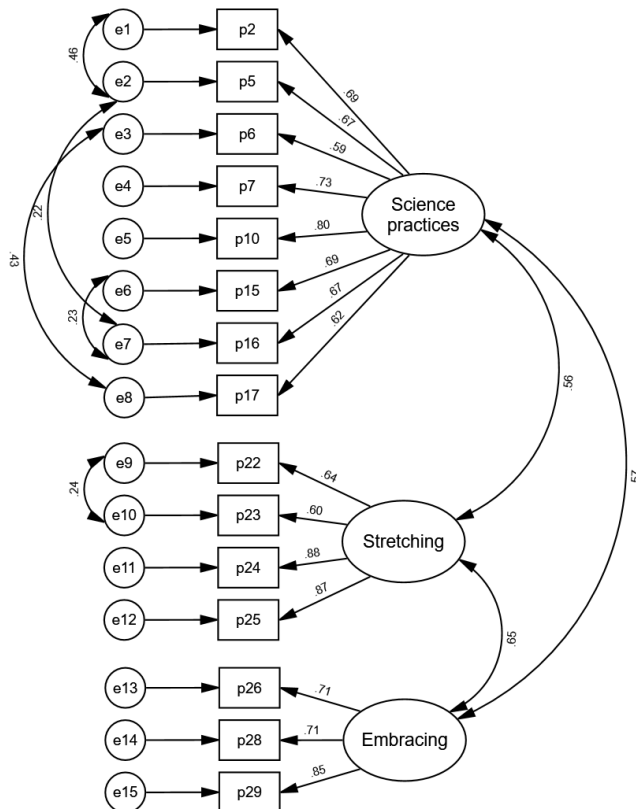 e1
p2
.46
.69
e2
p5
.67
e3
p6
.59
e4
p7
.73
Science
practices
.22
e5
p10
.80
.43
e6
p15
.69
.23
.67
e7
p16
.62
e8
p17
.56
e9
p22
.64
.24
e10
p23
.60
Stretching
e11
p24
.88
e12
p25
.87
.65
e13
p26
.71
e14
p28
.71
Embracing
e15
p29
.85